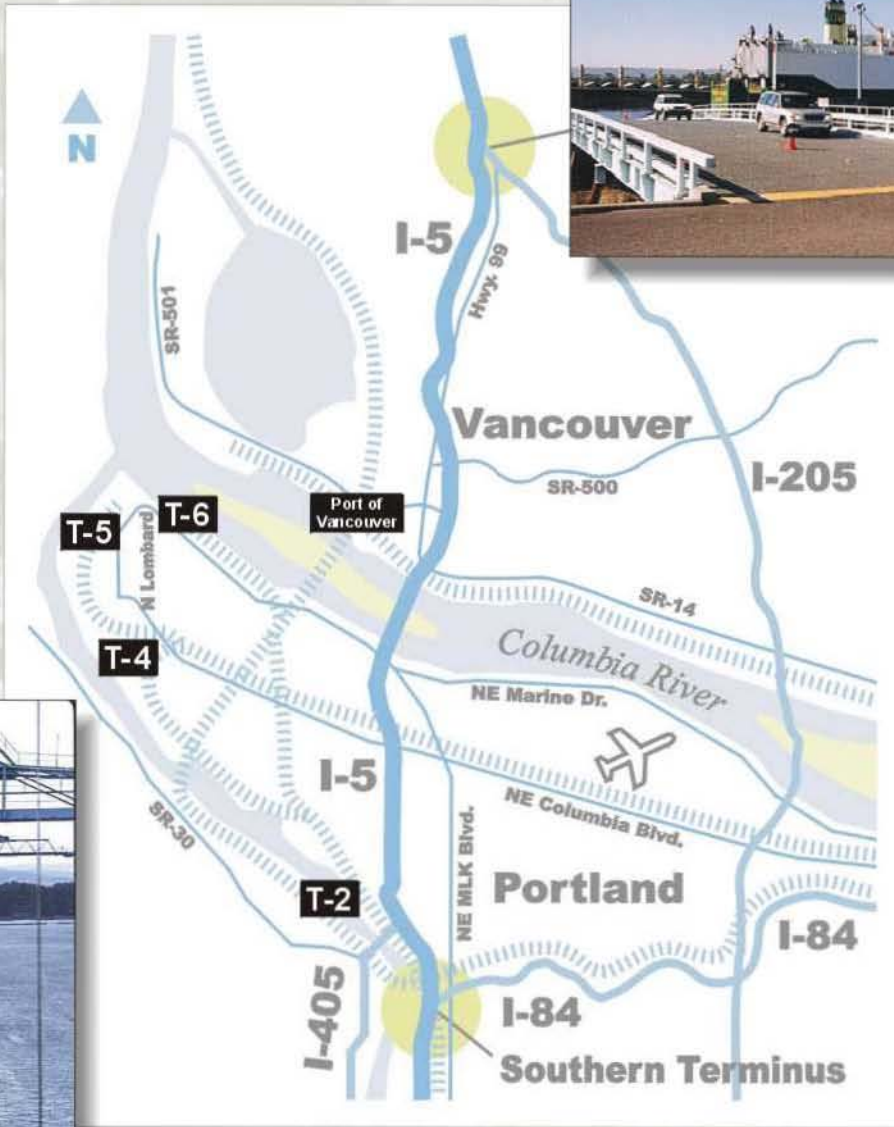 N
I-5
Hwy. 99
SR-501
Vancouver
I-205
SR-500
T-5
N Lombard
T-6
Port of
Vancouver
SR-14
T-4
Columbia River
NE Marine Dr.
I-5
SR-30
NE Columbia Blvd.
NE MLK Blvd.
Portland
T-2
I-84
I-405
I-84
Southern Terminus